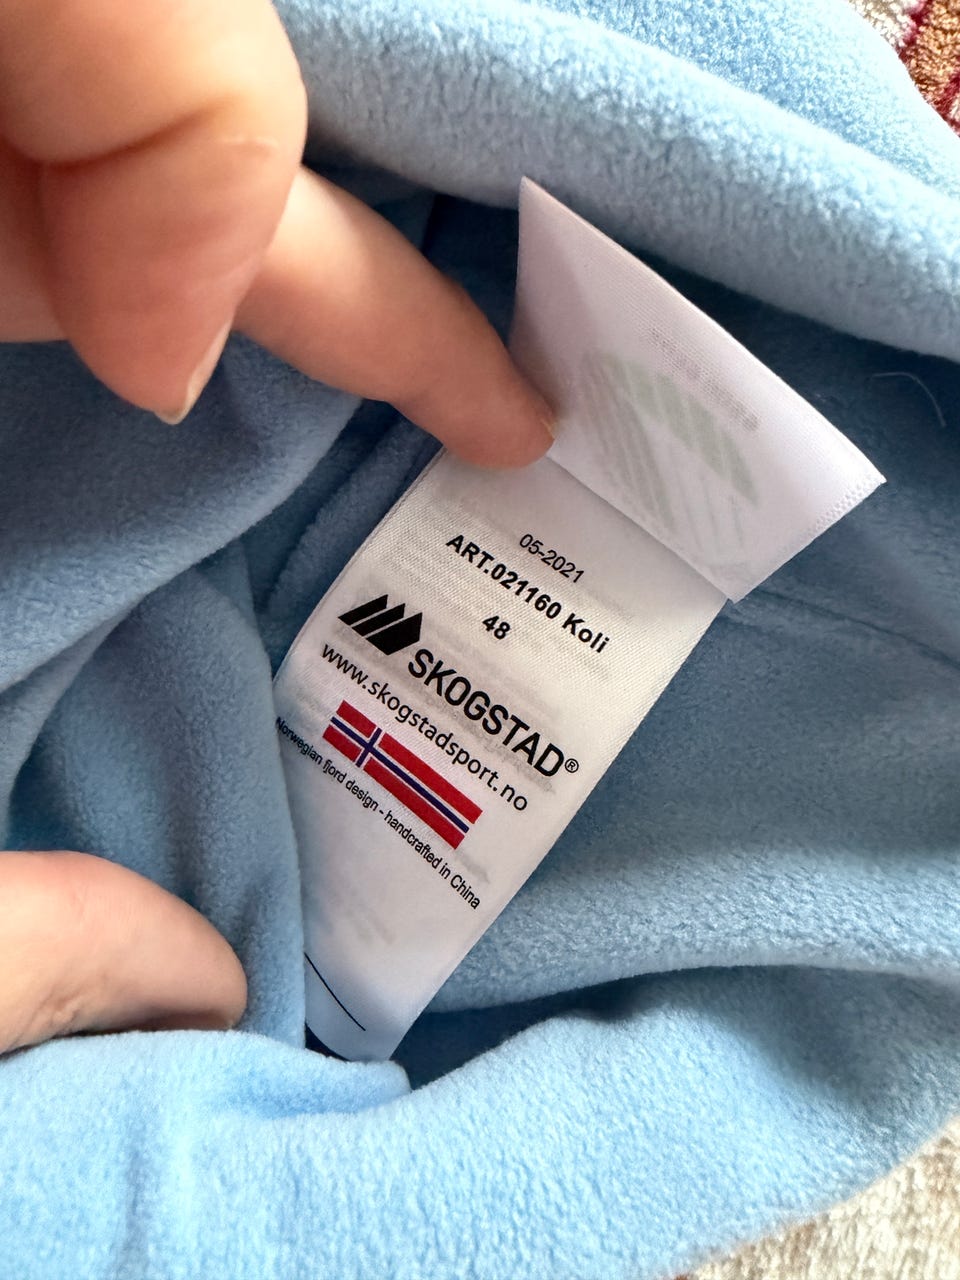 05-2021
ART.021160 Koli
48
SKOGSTAD®
www.skogstadsport.no
Norwegian fjord design - handcrafted in China